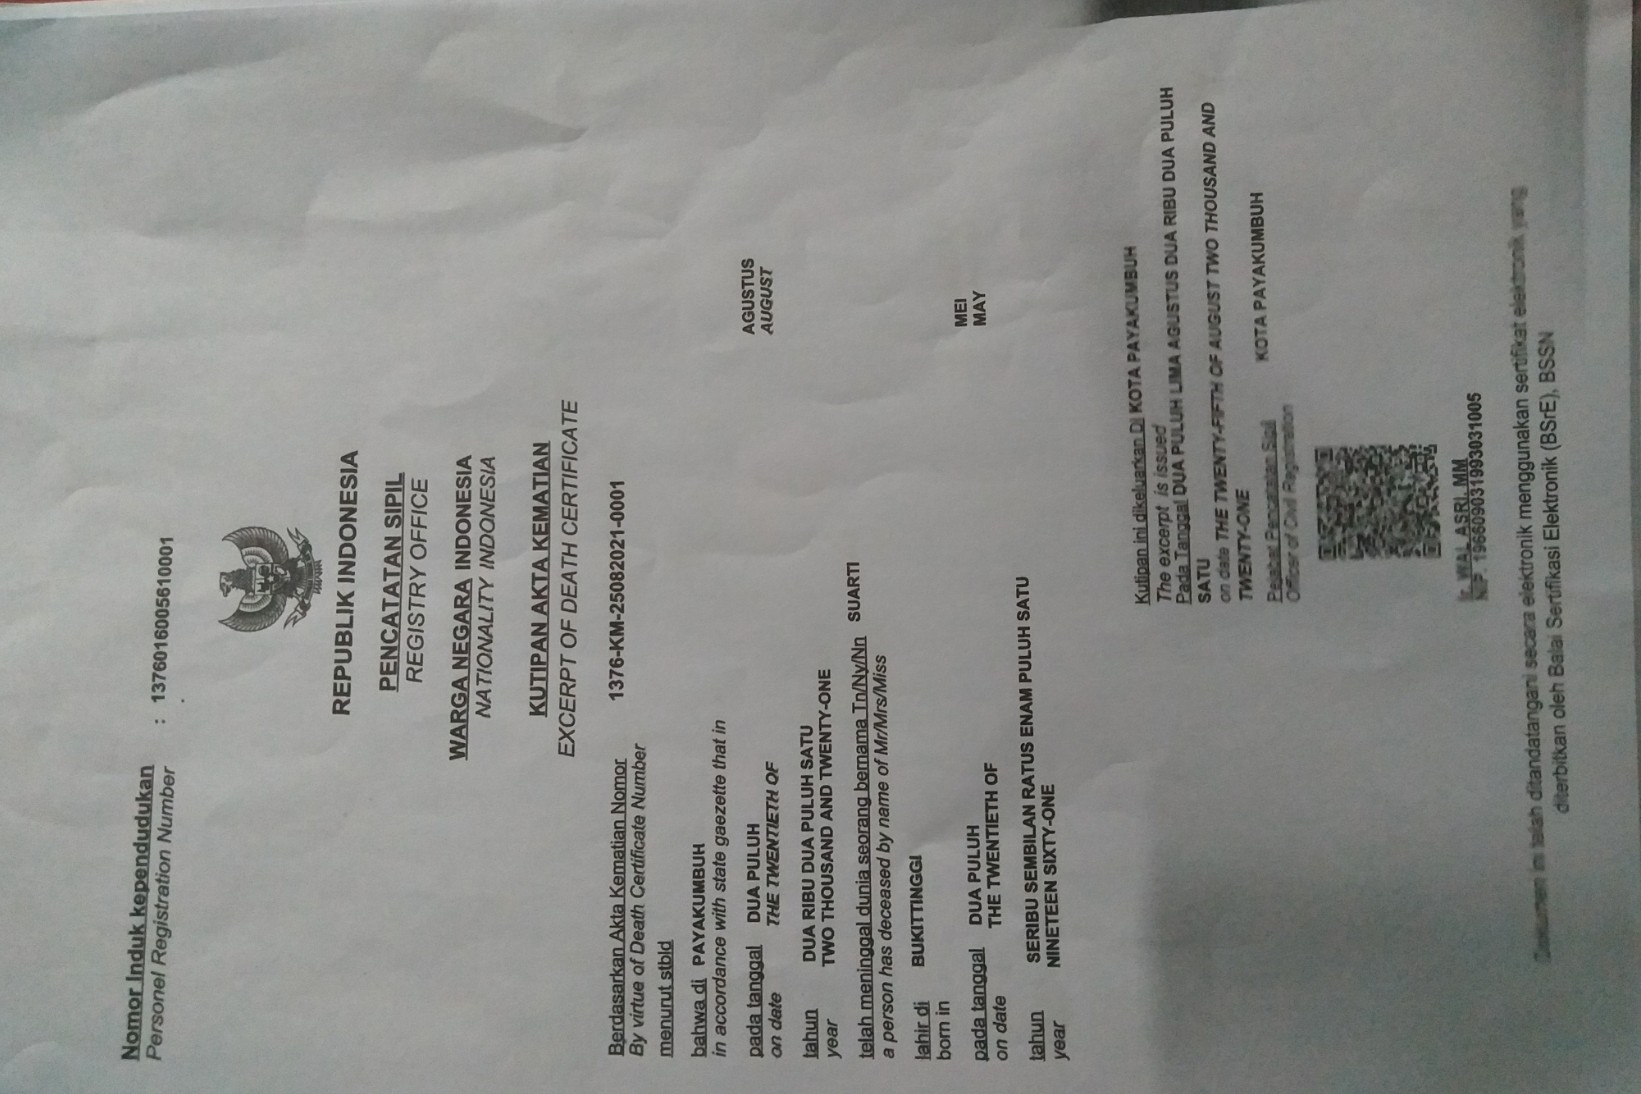 Nomor Induk kependudukan : 1376016005610001
Personel Registration Number
REPUBLIK INDONESIA
PENCATATAN SIPIL
REGISTRY OFFICE
WARGA NEGARA INDONESIA
NATIONALITY INDONESIA
KUTIPAN AKTA KEMATIAN
EXCERPT OF DEATH CERTIFICATE
Berdasarkan Akta Kematian Nomor 1376-KM-25082021-0001
By virtue of Death Certificate Number
menurut stbld
bahwa di PAYAKUMBUH
in accordance with state gaezette that in
pada tanggal DUA PULUH AGUSTUS
on date THE TWENTIETH OF AUGUST
tahun DUA RIBU DUA PULUH SATU
year TWO THOUSAND AND TWENTY-ONE
telah meninggal dunia seorang bernama Tn/Ny/Nn SUARTI
a person has deceased by name of Mr/Mrs/Miss
lahir di BUKITTINGGI
born in
pada tanggal DUA PULUH MEI
on date THE TWENTIETH OF MAY
tahun SERIBU SEMBILAN RATUS ENAM PULUH SATU
year NINETEEN SIXTY-ONE
Kutipan ini dikeluarkan Di KOTA PAYAKUMBUH
The excerpt is issued
Pada Tanggal DUA PULUH LIMA AGUSTUS DUA RIBU DUA PULUH
SATU
on date THE TWENTY-FIFTH OF AUGUST TWO THOUSAND AND
TWENTY-ONE
Pejabat Pencatatan Sipil KOTA PAYAKUMBUH
Officer of Civil Registration
WAL ASRI, MM
NIP. 196609031993031005
Dokumen ini telah ditandatangani secara elektronik menggunakan sertifikat elektronik yang
diterbitkan oleh Balai Sertifikasi Elektronik (BSrE), BSSN